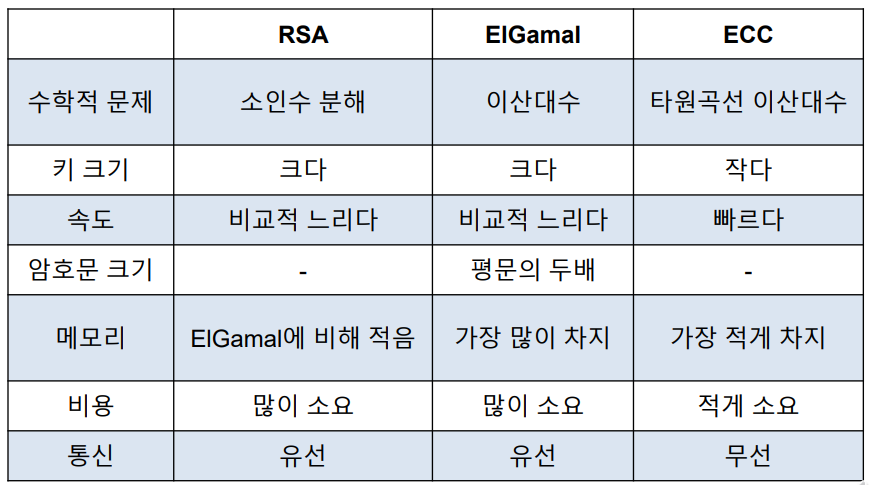 RSA ElGamal ECC
수학적 문제 소인수 분해 이산대수 타원곡선 이산대수
키 크기 크다 크다 작다
속도 비교적 느리다 비교적 느리다 빠르다
암호문 크기 - 평문의 두배 -
메모리 ElGamal에 비해 적음 가장 많이 차지 가장 적게 차지
비용 많이 소요 많이 소요 적게 소요
통신 유선 유선 무선